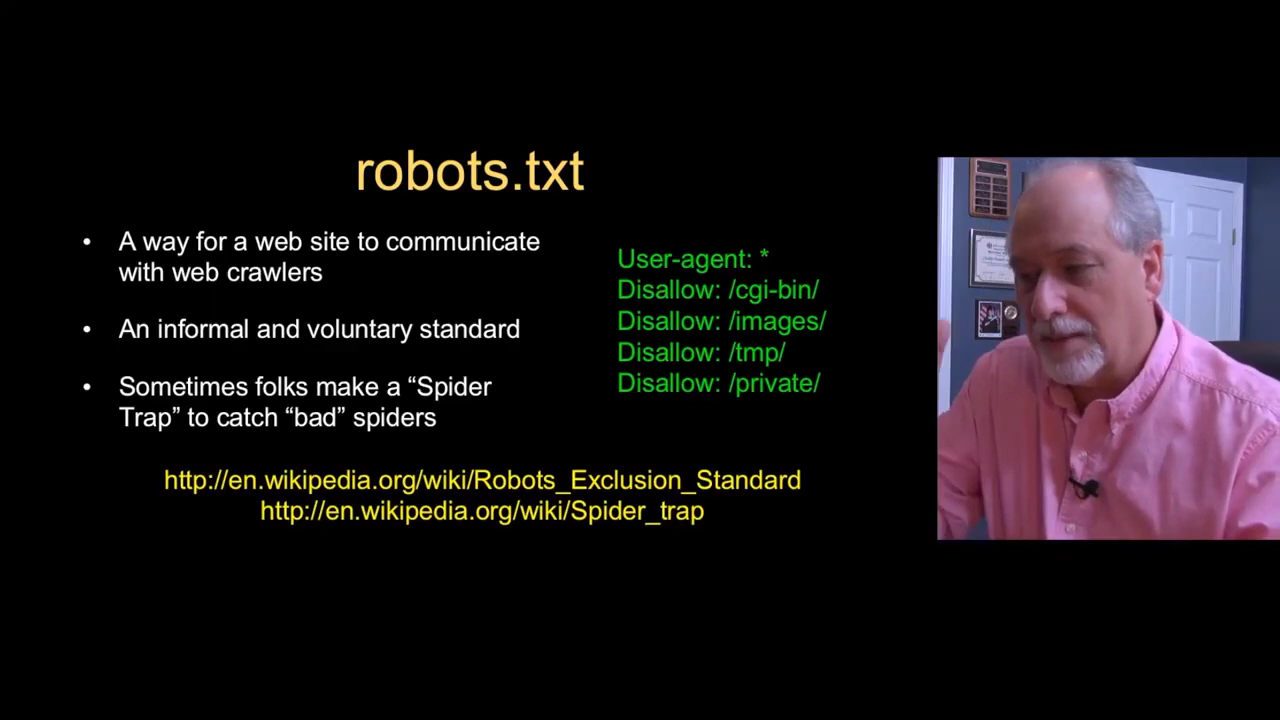 robots.txt
• A way for a web site to communicate
with web crawlers
• An informal and voluntary standard
• Sometimes folks make a “Spider
Trap” to catch “bad” spiders
User-agent: *
Disallow: /cgi-bin/
Disallow: /images/
Disallow: /tmp/
Disallow: /private/
http://en.wikipedia.org/wiki/Robots_Exclusion_Standard
http://en.wikipedia.org/wiki/Spider_trap